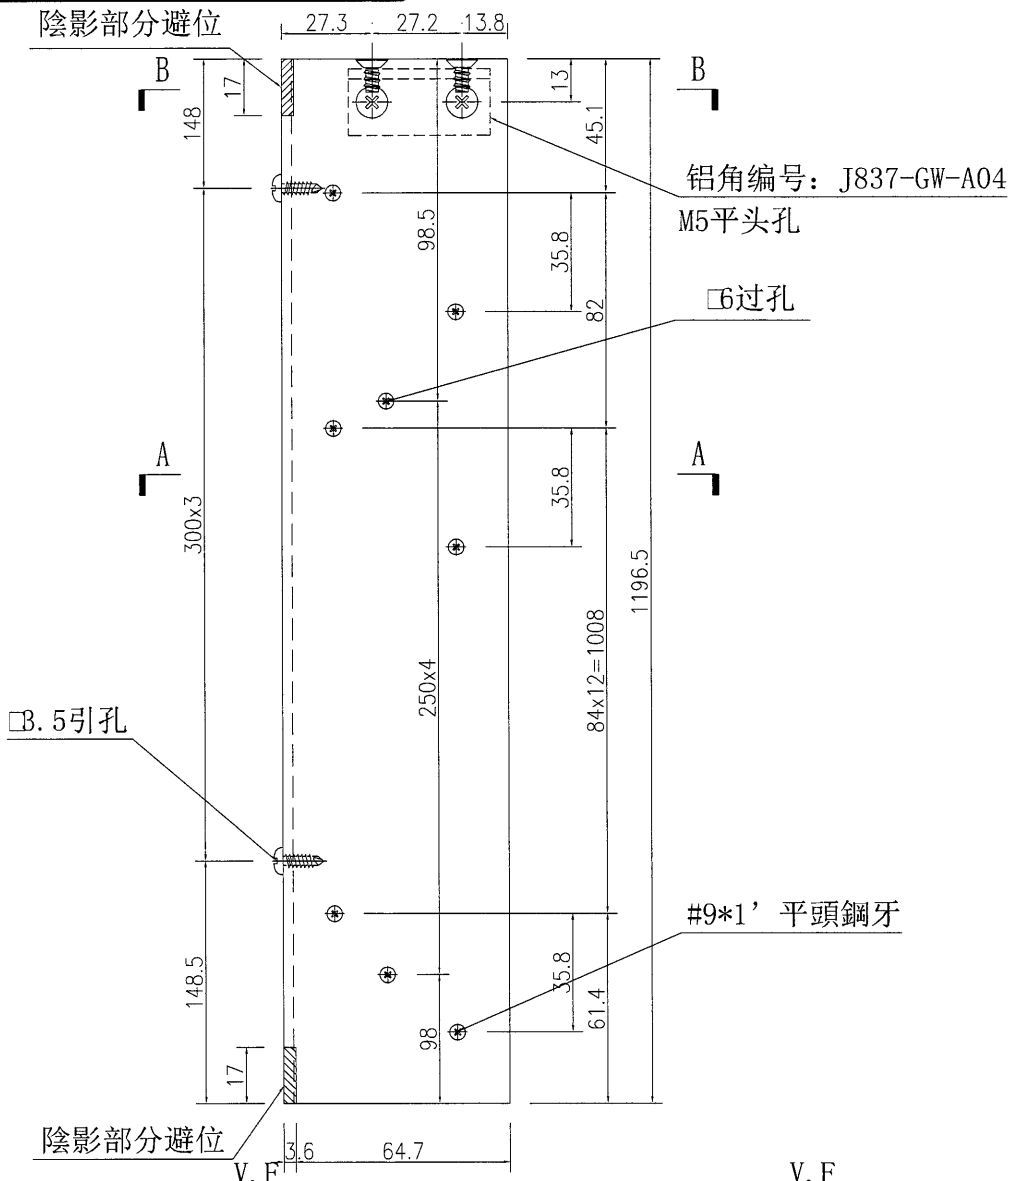 陰影部分避位
27.3
27.2
13.8
B
B
17
148
13
45.1
铝角编号: J837-GW-A04
M5平头孔
98.5
35.8
82
□6过孔
A
A
300x3
35.8
1196.5
250x4
84x12=1008
□3.5引孔
#9*1’平頭鋼牙
148.5
35.8
61.4
98
17
陰影部分避位
3.6
64.7
V.F
V.F